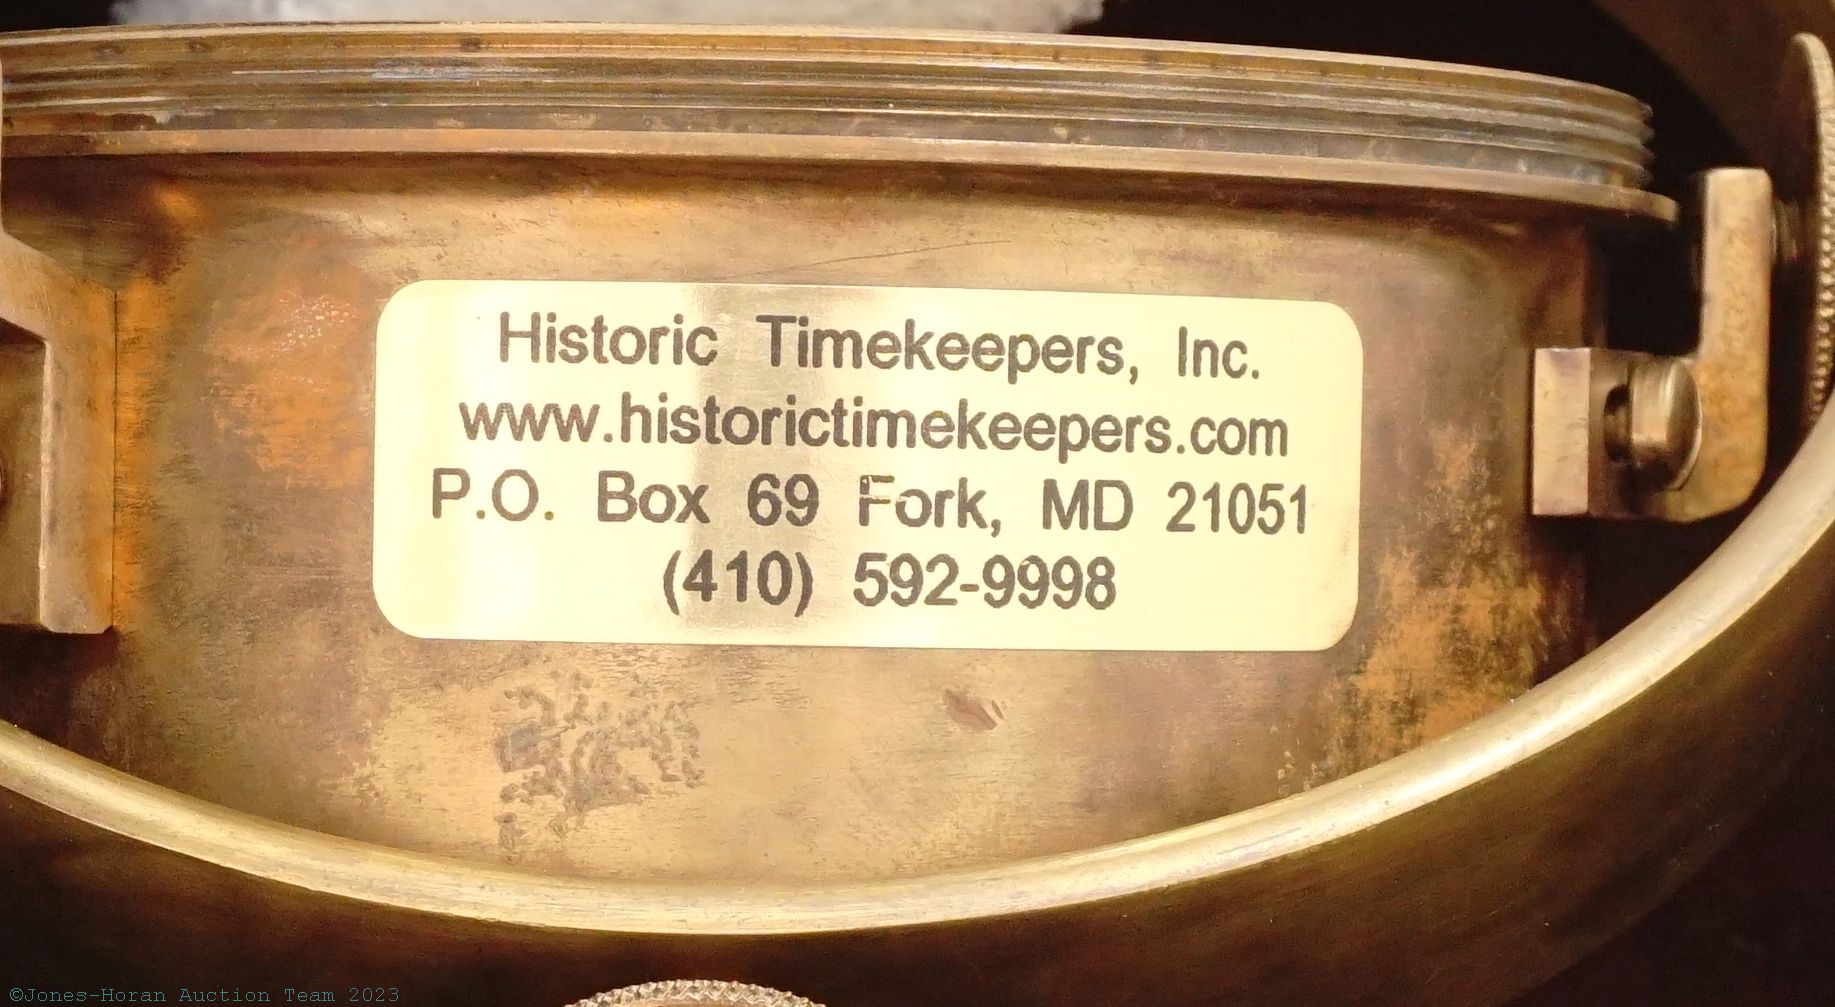 Historic Timekeepers, Inc.
www.historictimekeepers.com
P.O. Box 69 Fork, MD 21051
(410) 592-9998
©Jones-Horan Auction Team 2023